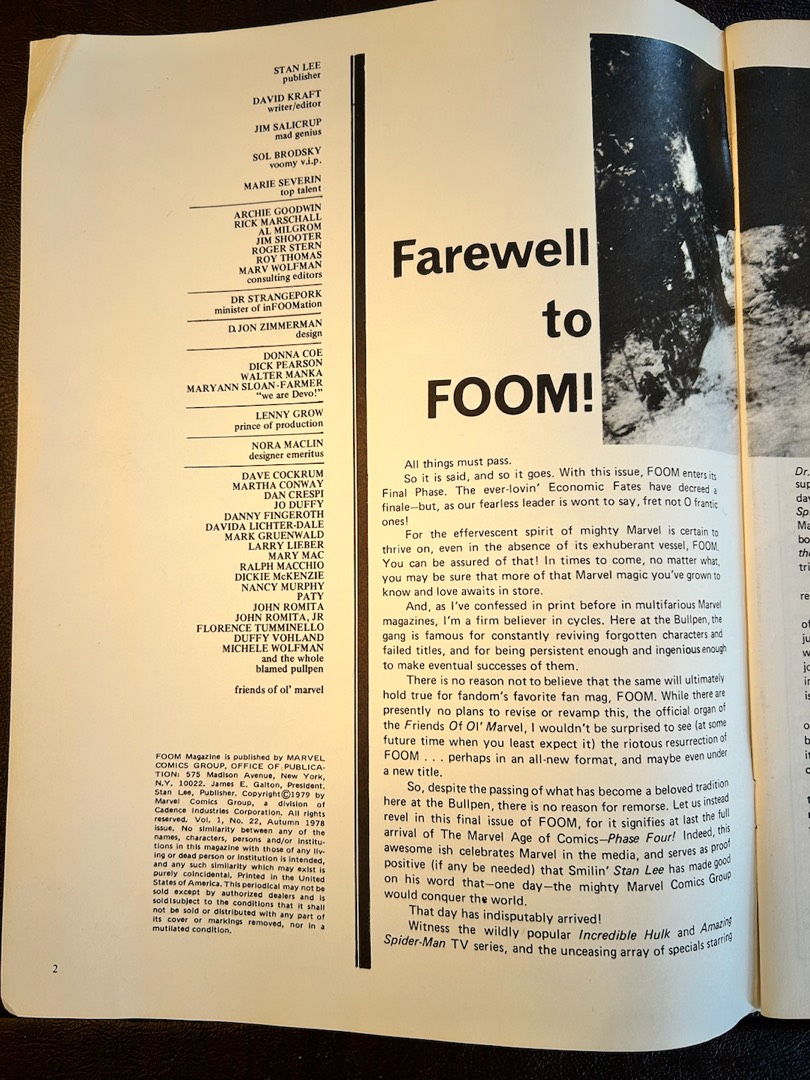 STAN LEE
publisher
DAVID KRAFT
writer/editor
JIM SALICRUP
mad genius
SOL BRODSKY
voomy v.i.p.
MARIE SEVERIN
top talent
ARCHIE GOODWIN
RICK MARSCHALL
AL MILGROM
JIM SHOOTER
ROGER STERN
ROY THOMAS
MARV WOLFMAN
consulting editors
DR STRANGEPORK
minister of inFOOMation
D.JON ZIMMERMAN
design
DONNA COE
DICK PEARSON
WALTER MANKA
MARYANN SLOAN-FARMER
"we are Devo!"
LENNY GROW
prince of production
NORA MACLIN
designer emeritus
DAVE COCKRUM
MARTHA CONWAY
DAN CRESPI
JO DUFFY
DANNY FINGEROTH
DAVIDA LICHTER-DALE
MARK GRUENWALD
LARRY LIEBER
MARY MAC
RALPH MACCHIO
DICKIE McKENZIE
NANCY MURPHY
PATY
JOHN ROMITA
JOHN ROMITA, JR
FLORENCE TUMMINELLO
DUFFY VOHLAND
MICHELE WOLFMAN
and the whole
blamed pullpen
friends of ol' marvel
FOOM Magazine is published by MARVEL
COMICS GROUP, OFFICE OF PUBLICA-
TION: 575 Madison Avenue, New York,
N.Y. 10022. James E. Galton, President.
Stan Lee, Publisher. Copyright©1979 by
Marvel Comics Group, a division of
Cadence Industries Corporation. All rights
reserved. Vol. 1, No. 22, Autumn 1978
issue. No similarity between any of the
names, characters, persons and/or institu-
tions in this magazine with those of any liv-
ing or dead person or institution is intended,
and any such similarity which may exist is
purely coincidental. Printed in the United
States of America. This periodical may not be
sold except by authorized dealers and is
sold subject to the conditions that it shall
not be sold or distributed with any part of
its cover or markings removed, nor in a
mutilated condition.
2
Farewell
to
FOOM!
All things must pass.
So it is said, and so it goes. With this issue, FOOM enters its
Final Phase. The ever-lovin' Economic Fates have decreed a
finale—but, as our fearless leader is wont to say, fret not O frantic
ones!
For the effervescent spirit of mighty Marvel is certain to
thrive on, even in the absence of its exhuberant vessel, FOOM.
You can be assured of that! In times to come, no matter what,
you may be sure that more of that Marvel magic you've grown to
know and love awaits in store.
And, as I've confessed in print before in multifarious Marvel
magazines, I'm a firm believer in cycles. Here at the Bullpen, the
gang is famous for constantly reviving forgotten characters and
failed titles, and for being persistent enough and ingenious enough
to make eventual successes of them.
There is no reason not to believe that the same will ultimately
hold true for fandom's favorite fan mag, FOOM. While there are
presently no plans to revise or revamp this, the official organ of
the Friends Of Ol' Marvel, I wouldn't be surprised to see (at some
future time when you least expect it) the riotous resurrection of
FOOM . . . perhaps in an all-new format, and maybe even under
a new title.
So, despite the passing of what has become a beloved tradition
here at the Bullpen, there is no reason for remorse. Let us instead
revel in this final issue of FOOM, for it signifies at last the full
arrival of The Marvel Age of Comics—Phase Four! Indeed, this
awesome ish celebrates Marvel in the media, and serves as proof
positive (if any be needed) that Smilin' Stan Lee has made good
on his word that—one day—the mighty Marvel Comics Group
would conquer the world.
That day has indisputably arrived!
Witness the wildly popular Incredible Hulk and Amazing
Spider-Man TV series, and the unceasing array of specials starring
Dr.